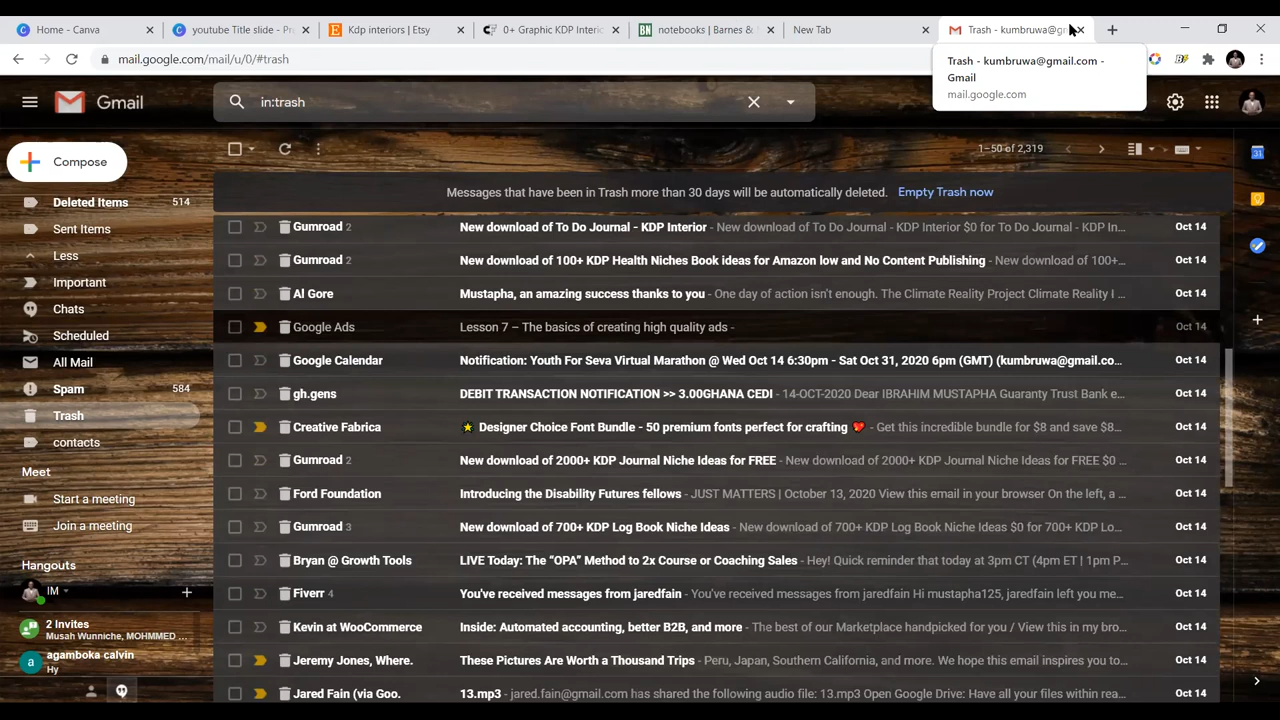 Home - Canva
youtube Title slide - Pr
Kdp interiors | Etsy
0+ Graphic KDP Interic
notebooks | Barnes &
New Tab
Trash - kumbruwa@gm
mail.google.com/mail/u/0/#trash
Trash - kumbruwa@gmail.com -
Gmail
mail.google.com
Gmail
in:trash
Compose
1–50 of 2,319
Messages that have been in Trash more than 30 days will be automatically deleted. Empty Trash now
Deleted Items 514
Sent Items
Less
Important
Chats
Scheduled
All Mail
Spam 584
Trash
contacts
Meet
Start a meeting
Join a meeting
Hangouts
IM
2 Invites
Musah Wunniche, MOHMMED ...
agamboka calvin
Hy
Gumroad 2 New download of To Do Journal - KDP Interior - New download of To Do Journal - KDP Interior $0 for To Do Journal - KDP In... Oct 14
Gumroad 2 New download of 100+ KDP Health Niches Book ideas for Amazon low and No Content Publishing - New download of 100+... Oct 14
Al Gore Mustapha, an amazing success thanks to you - One day of action isn't enough. The Climate Reality Project Climate Reality I ... Oct 14
Google Ads Lesson 7 – The basics of creating high quality ads - Oct 14
Google Calendar Notification: Youth For Seva Virtual Marathon @ Wed Oct 14 6:30pm - Sat Oct 31, 2020 6pm (GMT) (kumbruwa@gmail.co... Oct 14
gh.gens DEBIT TRANSACTION NOTIFICATION >> 3.00GHANA CEDI - 14-OCT-2020 Dear IBRAHIM MUSTAPHA Guaranty Trust Bank e... Oct 14
Creative Fabrica Designer Choice Font Bundle - 50 premium fonts perfect for crafting - Get this incredible bundle for $8 and save $8... Oct 14
Gumroad 2 New download of 2000+ KDP Journal Niche Ideas for FREE - New download of 2000+ KDP Journal Niche Ideas for FREE $0 ... Oct 14
Ford Foundation Introducing the Disability Futures fellows - JUST MATTERS | October 13, 2020 View this email in your browser On the left, a ... Oct 14
Gumroad 3 New download of 700+ KDP Log Book Niche Ideas - New download of 700+ KDP Log Book Niche Ideas $0 for 700+ KDP Lo... Oct 14
Bryan @ Growth Tools LIVE Today: The “OPA” Method to 2x Course or Coaching Sales - Hey! Quick reminder that today at 3pm CT (4pm ET | 1pm P... Oct 14
Fiverr 4 You've received messages from jaredfain - You've received messages from jaredfain Hi mustapha125, jaredfain left you me... Oct 14
Kevin at WooCommerce Inside: Automated accounting, better B2B, and more - The best of our Marketplace handpicked for you / View this in my bro... Oct 14
Jeremy Jones, Where. These Pictures Are Worth a Thousand Trips - Peru, Japan, Southern California, and more. We hope this email inspires you to... Oct 14
Jared Fain (via Goo. 13.mp3 - jared.fain@gmail.com has shared the following audio file: 13.mp3 Open Google Drive: Have all your files within rea... Oct 14